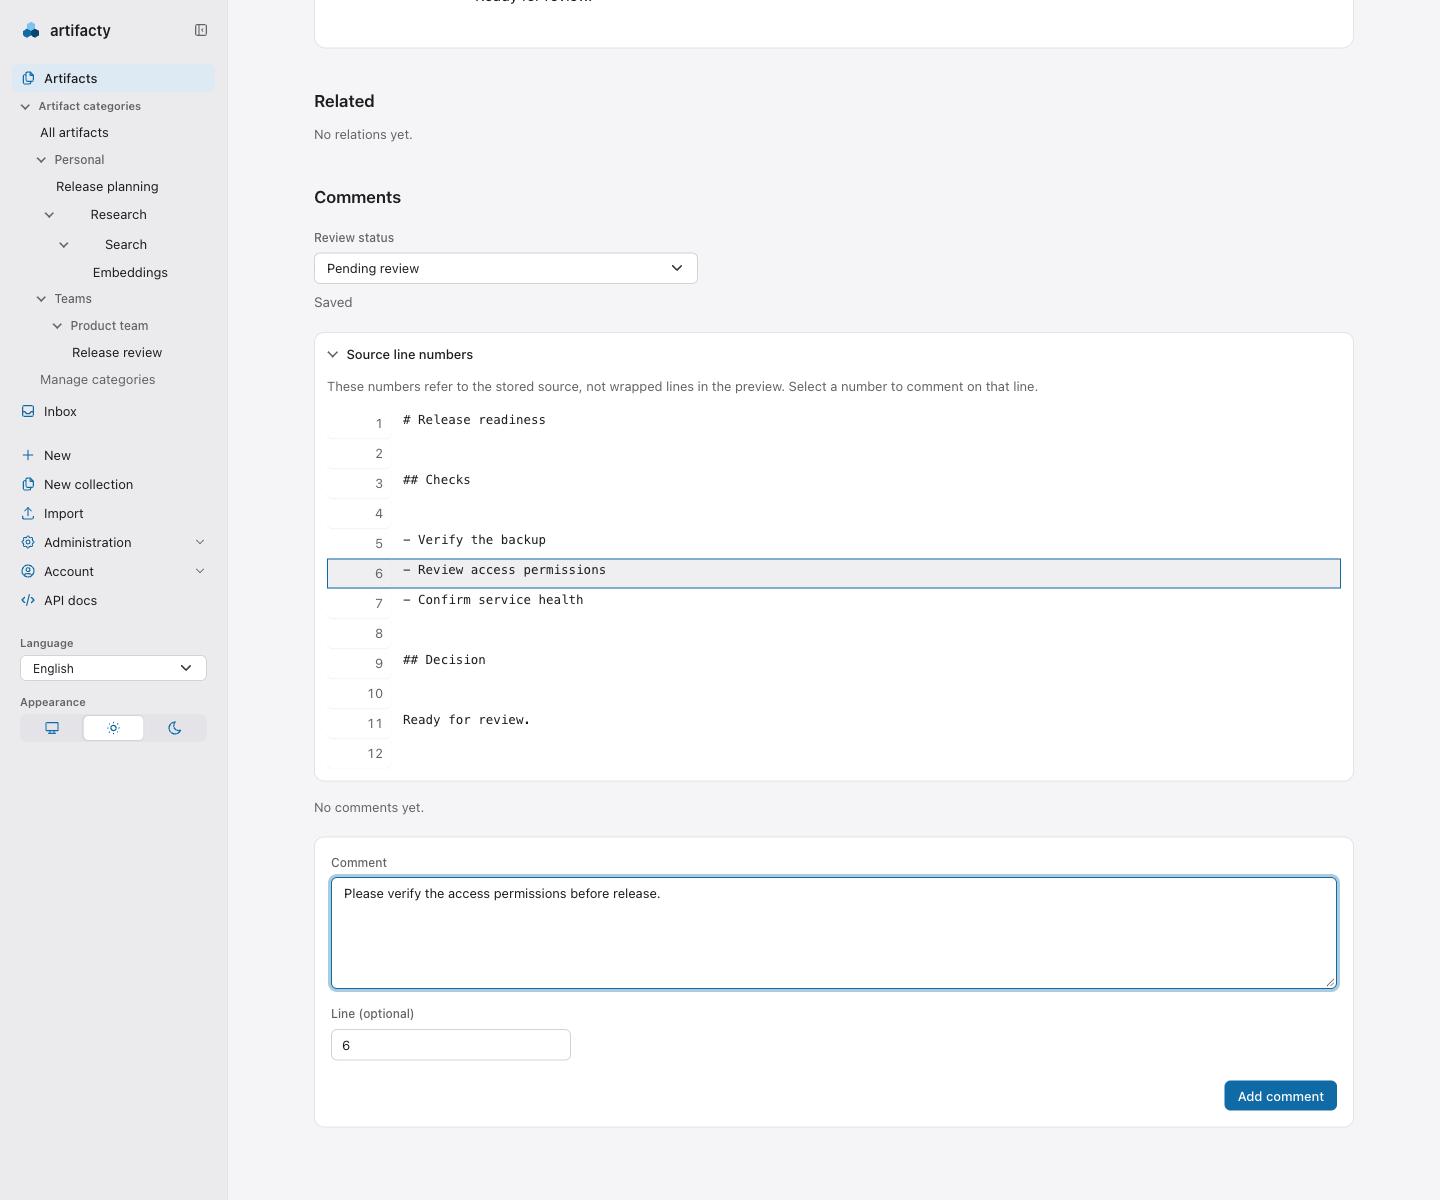 artifacty
Artifacts
Artifact categories
All artifacts
Personal
Release planning
Research
Search
Embeddings
Teams
Product team
Release review
Manage categories
Inbox
New
New collection
Import
Administration
Account
API docs
Language
English
Appearance
Related
No relations yet.
Comments
Review status
Pending review
Saved
Source line numbers
These numbers refer to the stored source, not wrapped lines in the preview. Select a number to comment on that line.
1 # Release readiness
2
3 ## Checks
4
5 - Verify the backup
6 - Review access permissions
7 - Confirm service health
8
9 ## Decision
10
11 Ready for review.
12
No comments yet.
Comment
Please verify the access permissions before release.
Line (optional)
6
Add comment